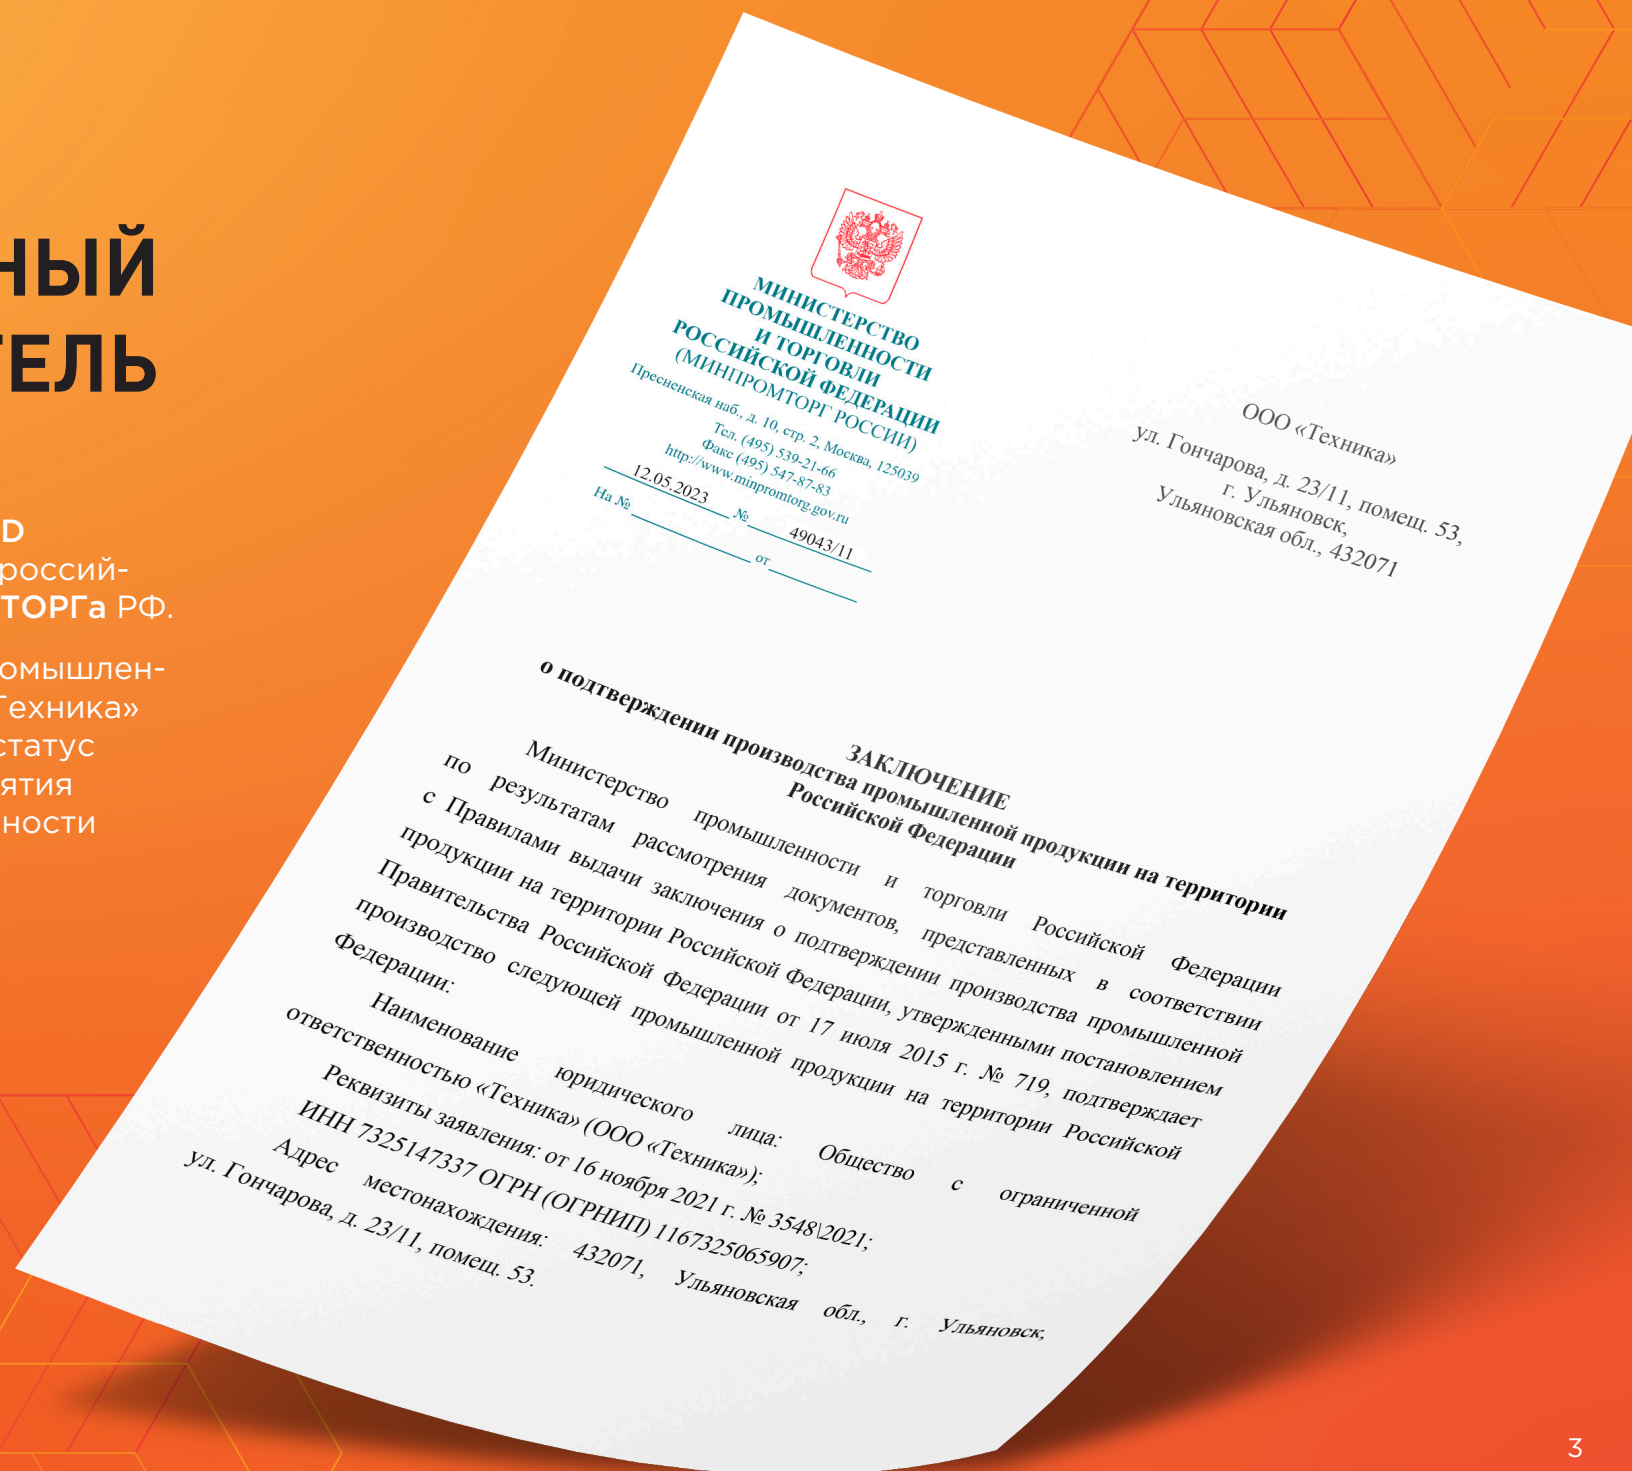 НЫЙ
ТЕЛЬ
D
россий-
ТОРГа РФ.
омышлен-
Техника»
статус
ятия
ности
МИНИСТЕРСТВО
ПРОМЫШЛЕННОСТИ
И ТОРГОВЛИ
РОССИЙСКОЙ ФЕДЕРАЦИИ
(МИНПРОМТОРГ РОССИИ)
Пресненская наб., д. 10, стр. 2, Москва, 125039
Тел. (495) 539-21-66
Факс (495) 547-87-83
http://www.minpromtorg.gov.ru
12.05.2023 № 49043/11
На № от
ООО «Техника»
ул. Гончарова, д. 23/11, помещ. 53,
г. Ульяновск,
Ульяновская обл., 432071
ЗАКЛЮЧЕНИЕ
о подтверждении производства промышленной продукции на территории
Российской Федерации
Министерство промышленности и торговли Российской Федерации
по результатам рассмотрения документов, представленных в соответствии
с Правилами выдачи заключения о подтверждении производства промышленной
продукции на территории Российской Федерации, утвержденными постановлением
Правительства Российской Федерации от 17 июля 2015 г. № 719, подтверждает
производство следующей промышленной продукции на территории Российской
Федерации:
Наименование юридического лица: Общество с ограниченной
ответственностью «Техника» (ООО «Техника»);
Реквизиты заявления: от 16 ноября 2021 г. № 3548\2021;
ИНН 7325147337 ОГРН (ОГРНИП) 1167325065907;
Адрес местонахождения: 432071, Ульяновская обл., г. Ульяновск,
ул. Гончарова, д. 23/11, помещ. 53.
3